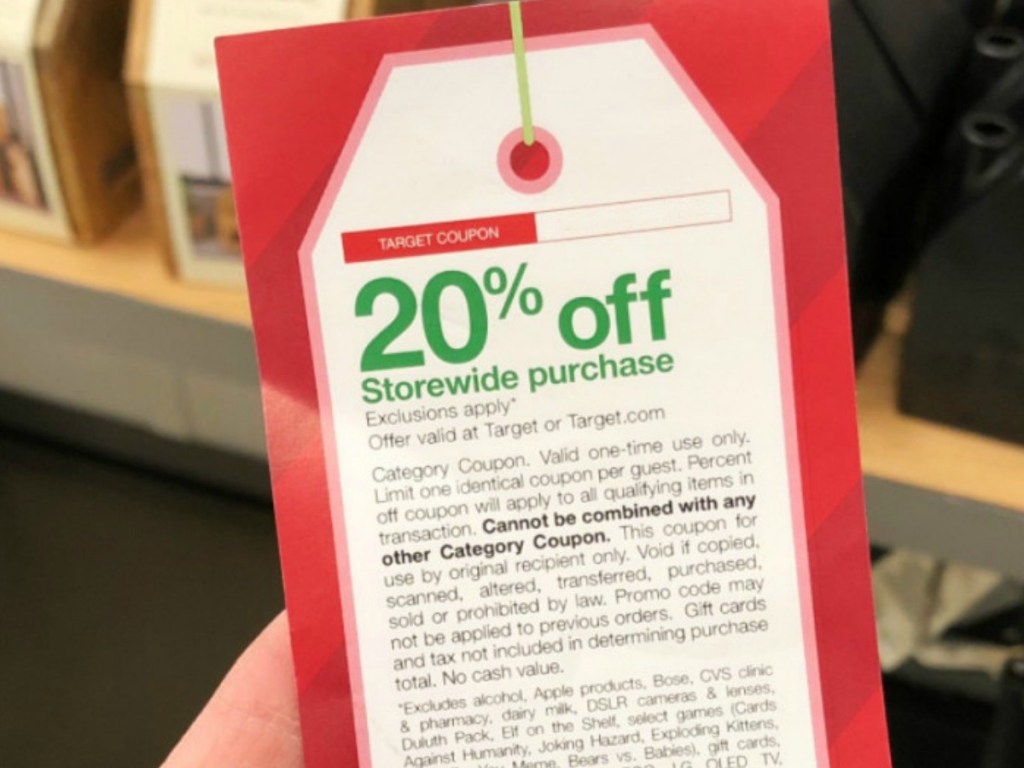 TARGET COUPON
20% off
Storewide purchase
Exclusions apply*
Offer valid at Target or Target.com
Category Coupon. Valid one-time use only.
Limit one identical coupon per guest. Percent
off coupon will apply to all qualifying items in
transaction. Cannot be combined with any
other Category Coupon. This coupon for
use by original recipient only. Void if copied,
scanned, altered, transferred, purchased,
sold or prohibited by law. Promo code may
not be applied to previous orders. Gift cards
and tax not included in determining purchase
total. No cash value.
*Excludes alcohol, Apple products, Bose, CVS clinic
& pharmacy, dairy milk, DSLR cameras & lenses,
Duluth Pack, Elf on the Shelf, select games (Cards
Against Humanity, Joking Hazard, Exploding Kittens,
Meme, Bears vs. Babies), gift cards,
LG OLED TV,